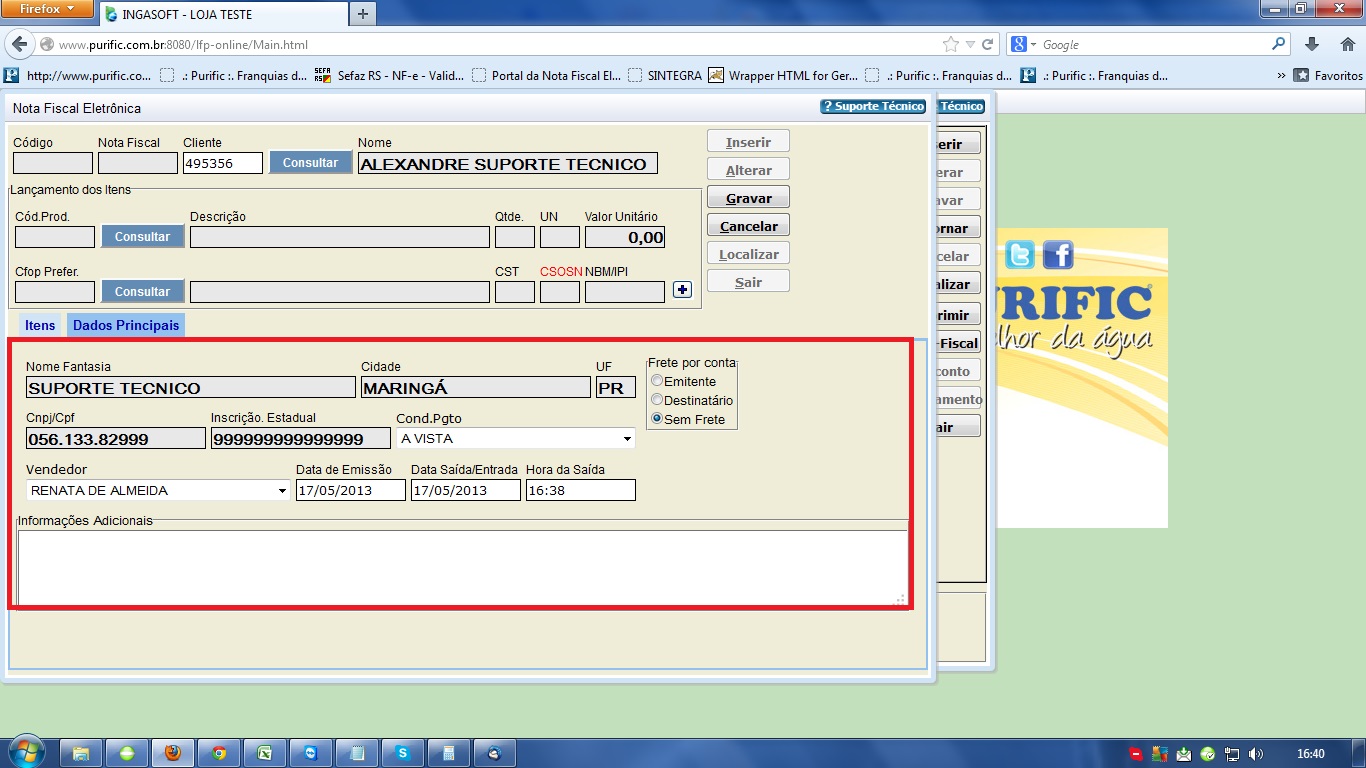 Firefox
INGASOFT - LOJA TESTE
www.purific.com.br:8080/lfp-online/Main.html
Google
http://www.purific.co...
.: Purific :. Franquias d...
Sefaz RS - NF-e - Valid...
Portal da Nota Fiscal El...
SINTEGRA
Wrapper HTML for Ger...
.: Purific :. Franquias d...
.: Purific :. Franquias d...
Favoritos
Nota Fiscal Eletrônica
? Suporte Técnico
Técnico
Código
Nota Fiscal
Cliente
Nome
495356
Consultar
ALEXANDRE SUPORTE TECNICO
Lançamento dos Itens
Cód.Prod.
Descrição
Qtde.
UN
Valor Unitário
Consultar
0,00
Cfop Prefer.
CST
CSOSN
NBM/IPI
Consultar
Inserir
Alterar
Gravar
Cancelar
Localizar
Sair
erir
erar
avar
ornar
celar
alizar
rimir
-Fiscal
conto
amento
air
URIFIC
lhor da água
Itens
Dados Principais
Nome Fantasia
Cidade
UF
SUPORTE TECNICO
MARINGÁ
PR
Frete por conta
Emitente
Destinatário
Sem Frete
Cnpj/Cpf
Inscrição. Estadual
Cond.Pgto
056.133.82999
999999999999999
A VISTA
Vendedor
Data de Emissão
Data Saída/Entrada
Hora da Saída
RENATA DE ALMEIDA
17/05/2013
17/05/2013
16:38
Informações Adicionais
16:40